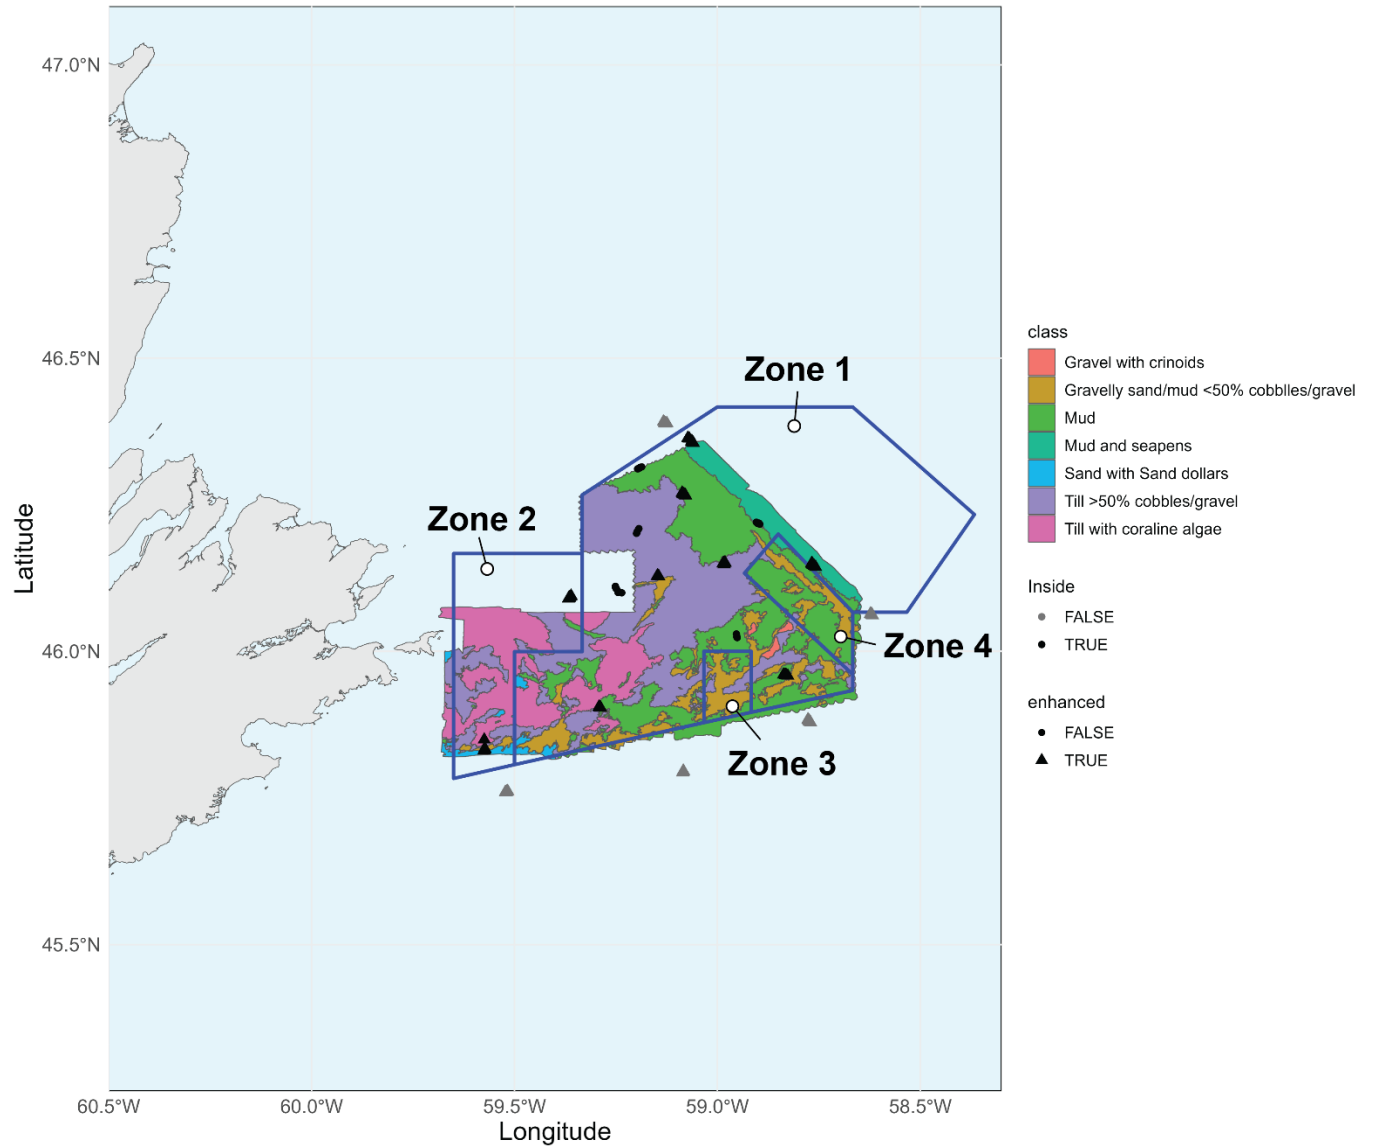 47.0°N
46.5°N
46.0°N
45.5°N
Latitude
60.5°W 60.0°W 59.5°W 59.0°W 58.5°W
Longitude
Zone 1
Zone 2
Zone 4
Zone 3
class
Gravel with crinoids
Gravelly sand/mud <50% cobblles/gravel
Mud
Mud and seapens
Sand with Sand dollars
Till >50% cobbles/gravel
Till with coraline algae
Inside
FALSE
TRUE
enhanced
FALSE
TRUE